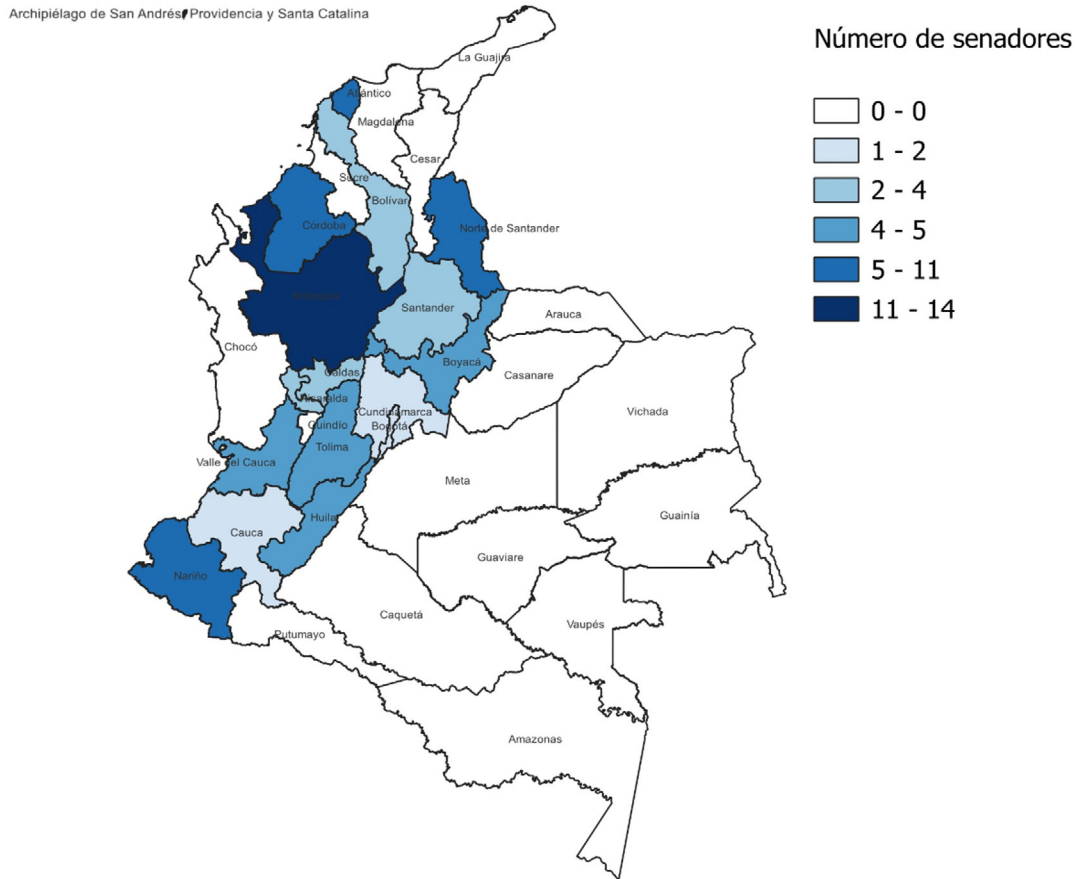 Archipiélago de San Andrés Providencia y Santa Catalina
La Guajira
Atlántico
Magdalena
Cesar
Sucre
Bolívar
Córdoba
Norte de Santander
Santander
Arauca
Chocó
Boyacá
Casanare
Caldas
Cundinamarca
Vichada
Quindío
Bogotá
Tolima
Valle del Cauca
Meta
Huila
Guainía
Cauca
Guaviare
Nariño
Caquetá
Vaupés
Putumayo
Amazonas
Número de senadores
0 - 0
1 - 2
2 - 4
4 - 5
5 - 11
11 - 14